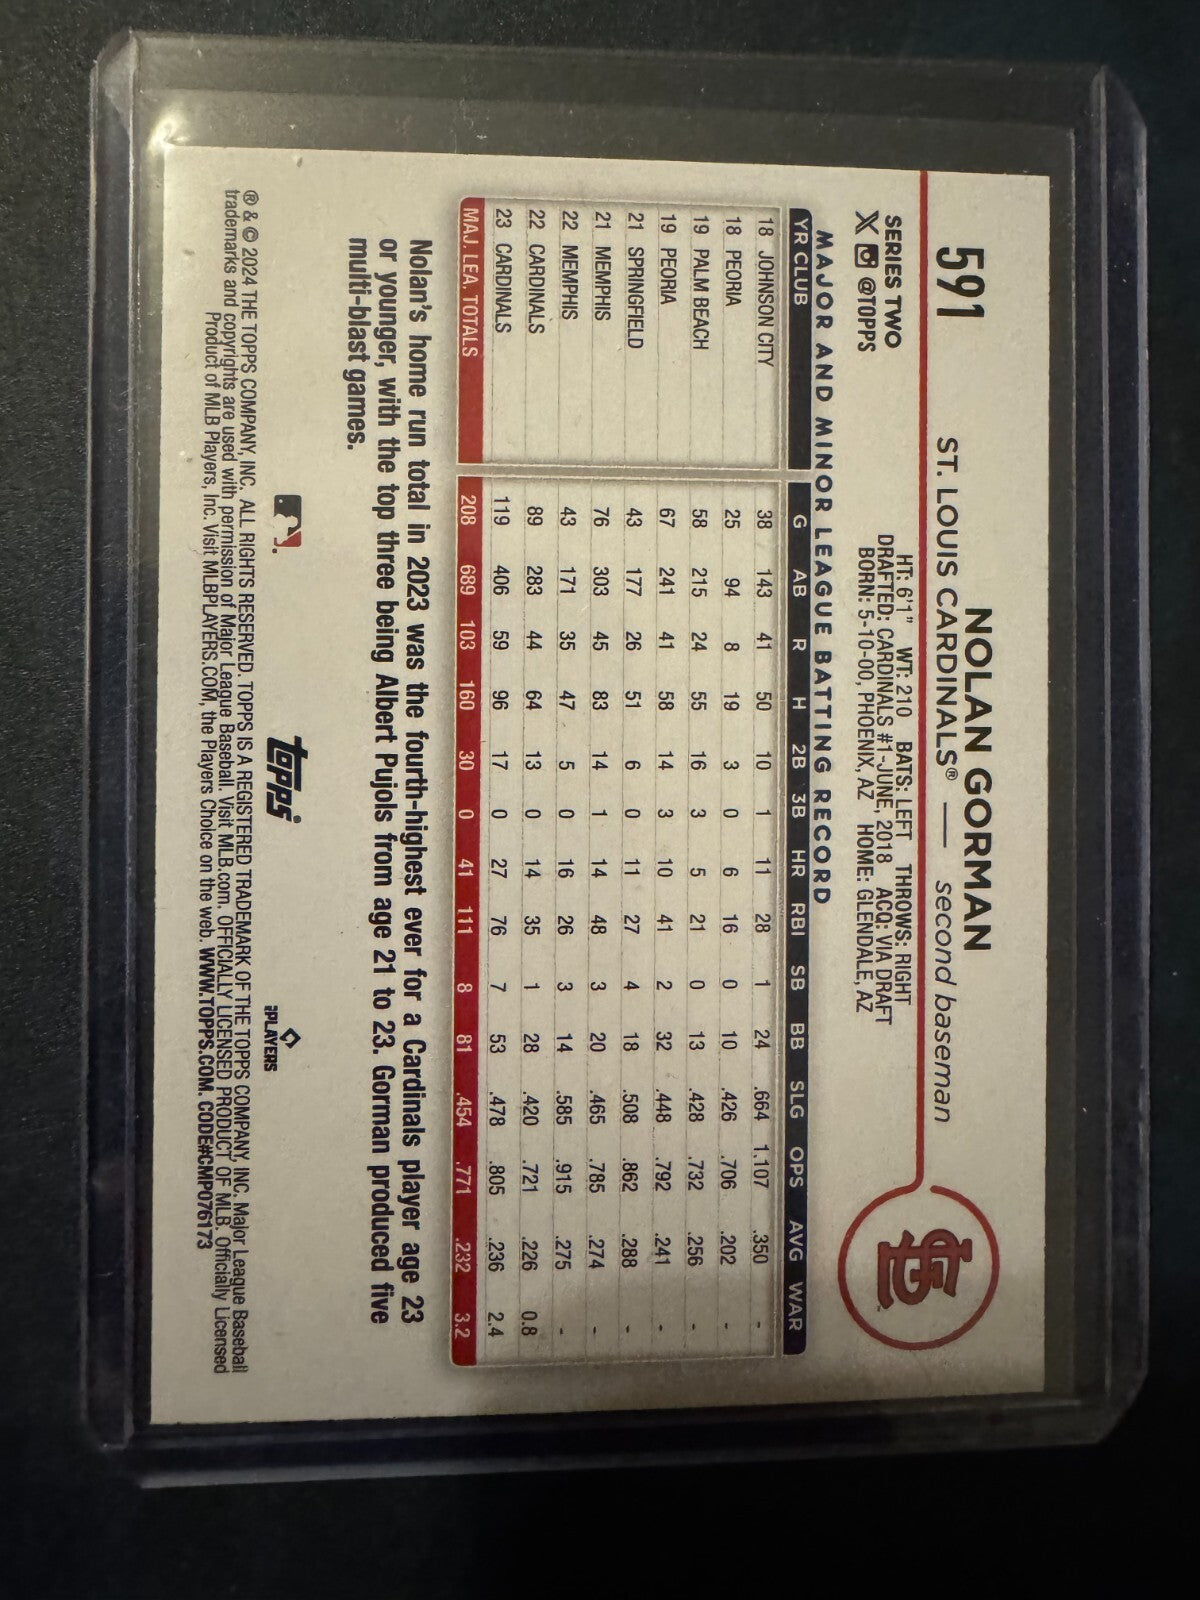 591
NOLAN GORMAN
ST. LOUIS CARDINALS® — second baseman
SERIES TWO
X @TOPPS
HT: 6'1" WT: 210 BATS: LEFT THROWS: RIGHT
DRAFTED: CARDINALS #1-JUNE, 2018 ACQ: VIA DRAFT
BORN: 5-10-00, PHOENIX, AZ HOME: GLENDALE, AZ
STL
MAJOR AND MINOR LEAGUE BATTING RECORD
YR CLUB G AB R H 2B 3B HR RBI SB BB SLG OPS AVG WAR
18 JOHNSON CITY 38 143 41 50 10 1 11 28 1 24 .664 1.107 .350 -
18 PEORIA 25 94 8 19 3 0 6 16 0 10 .426 .706 .202 -
19 PALM BEACH 58 215 24 55 16 3 5 21 0 13 .428 .732 .256 -
19 PEORIA 67 241 41 58 14 3 10 41 2 32 .448 .792 .241 -
21 SPRINGFIELD 43 177 26 51 6 0 11 27 4 18 .508 .862 .288 -
21 MEMPHIS 76 303 45 83 14 1 14 48 3 20 .465 .785 .274 -
22 MEMPHIS 43 171 35 47 5 0 16 26 3 14 .585 .915 .275 -
22 CARDINALS 89 283 44 64 13 0 14 35 1 28 .420 .721 .226 0.8
23 CARDINALS 119 406 59 96 17 0 27 76 7 53 .478 .805 .236 2.4
MAJ. LEA. TOTALS 208 689 103 160 30 0 41 111 8 81 .454 .771 .232 3.2
Nolan's home run total in 2023 was the fourth-highest ever for a Cardinals player age 23
or younger, with the top three being Albert Pujols from age 21 to 23. Gorman produced five
multi-blast games.
topps
PLAYERS
® & © 2024 THE TOPPS COMPANY, INC. ALL RIGHTS RESERVED. TOPPS IS A REGISTERED TRADEMARK OF THE TOPPS COMPANY, INC. Major League Baseball
trademarks and copyrights are used with permission of Major League Baseball. Visit MLB.com. OFFICIALLY LICENSED PRODUCT OF MLB. Officially Licensed
Product of MLB Players, Inc. Visit MLBPLAYERS.COM, the Players Choice on the web. WWW.TOPPS.COM. CODE#CMP076173